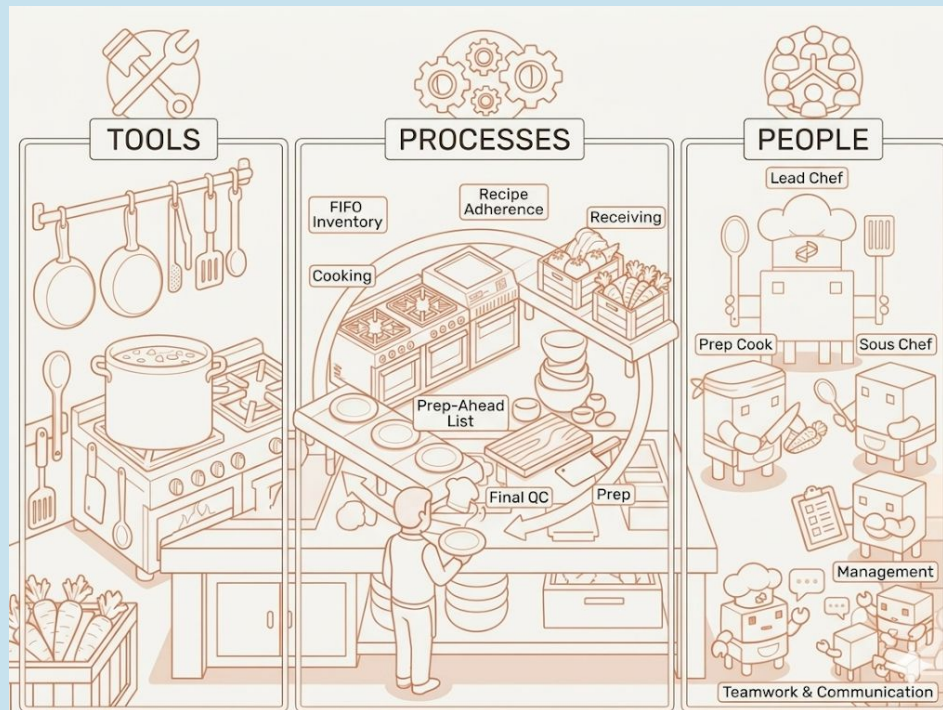 TOOLS
PROCESSES
PEOPLE
FIFO
Inventory
Recipe
Adherence
Receiving
Cooking
Prep-Ahead
List
Final QC
Prep
Lead Chef
Prep Cook
Sous Chef
Management
Teamwork & Communication